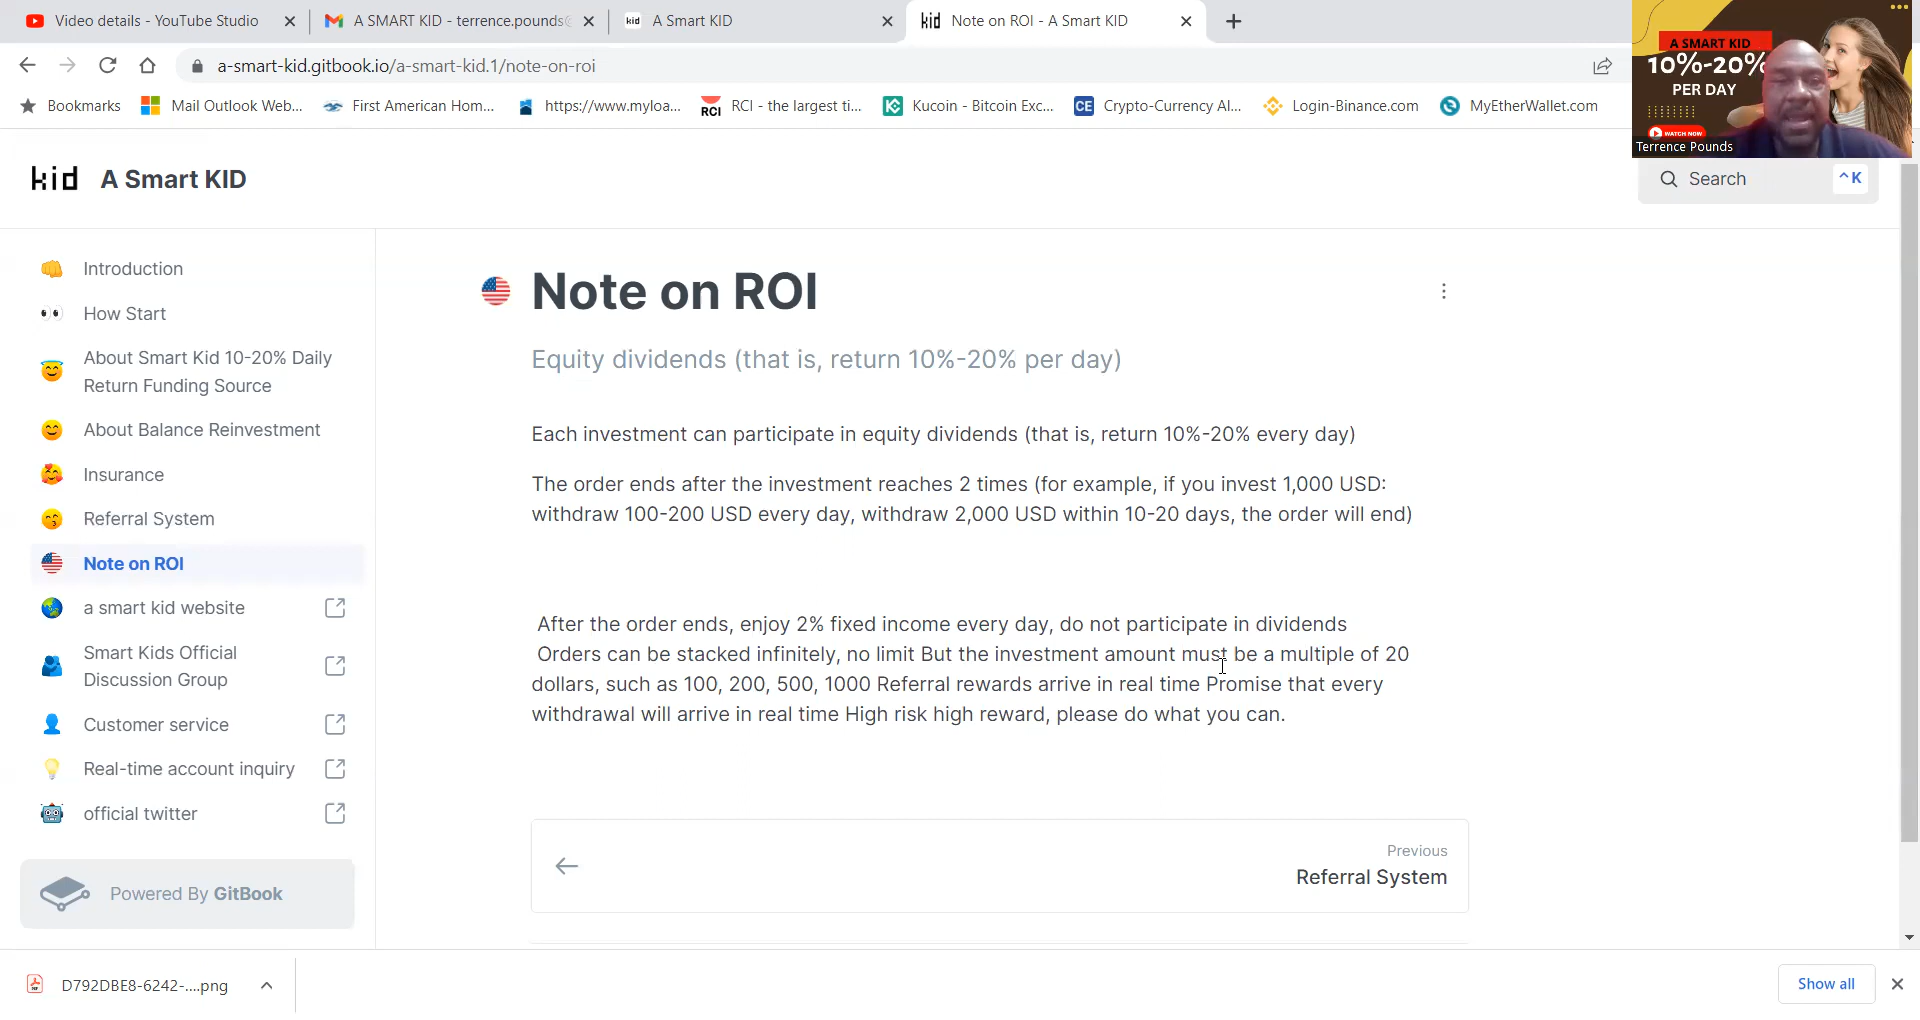 Video details - YouTube Studio
A SMART KID - terrence.pounds
kid A Smart KID
kid Note on ROI - A Smart KID
a-smart-kid.gitbook.io/a-smart-kid.1/note-on-roi
Bookmarks
Mail Outlook Web...
First American Hom...
https://www.myloa...
RCI RCI - the largest ti...
Kucoin - Bitcoin Exc...
CE Crypto-Currency Al...
Login-Binance.com
MyEtherWallet.com
A SMART KID
10%-20%
PER DAY
WATCH NOW
Terrence Pounds
kid A Smart KID
Search ^K
Introduction
How Start
About Smart Kid 10-20% Daily
Return Funding Source
About Balance Reinvestment
Insurance
Referral System
Note on ROI
a smart kid website
Smart Kids Official
Discussion Group
Customer service
Real-time account inquiry
official twitter
Powered By GitBook
Note on ROI
Equity dividends (that is, return 10%-20% per day)
Each investment can participate in equity dividends (that is, return 10%-20% every day)
The order ends after the investment reaches 2 times (for example, if you invest 1,000 USD:
withdraw 100-200 USD every day, withdraw 2,000 USD within 10-20 days, the order will end)
After the order ends, enjoy 2% fixed income every day, do not participate in dividends
Orders can be stacked infinitely, no limit But the investment amount must be a multiple of 20
dollars, such as 100, 200, 500, 1000 Referral rewards arrive in real time Promise that every
withdrawal will arrive in real time High risk high reward, please do what you can.
Previous
Referral System
D792DBE8-6242-....png
Show all